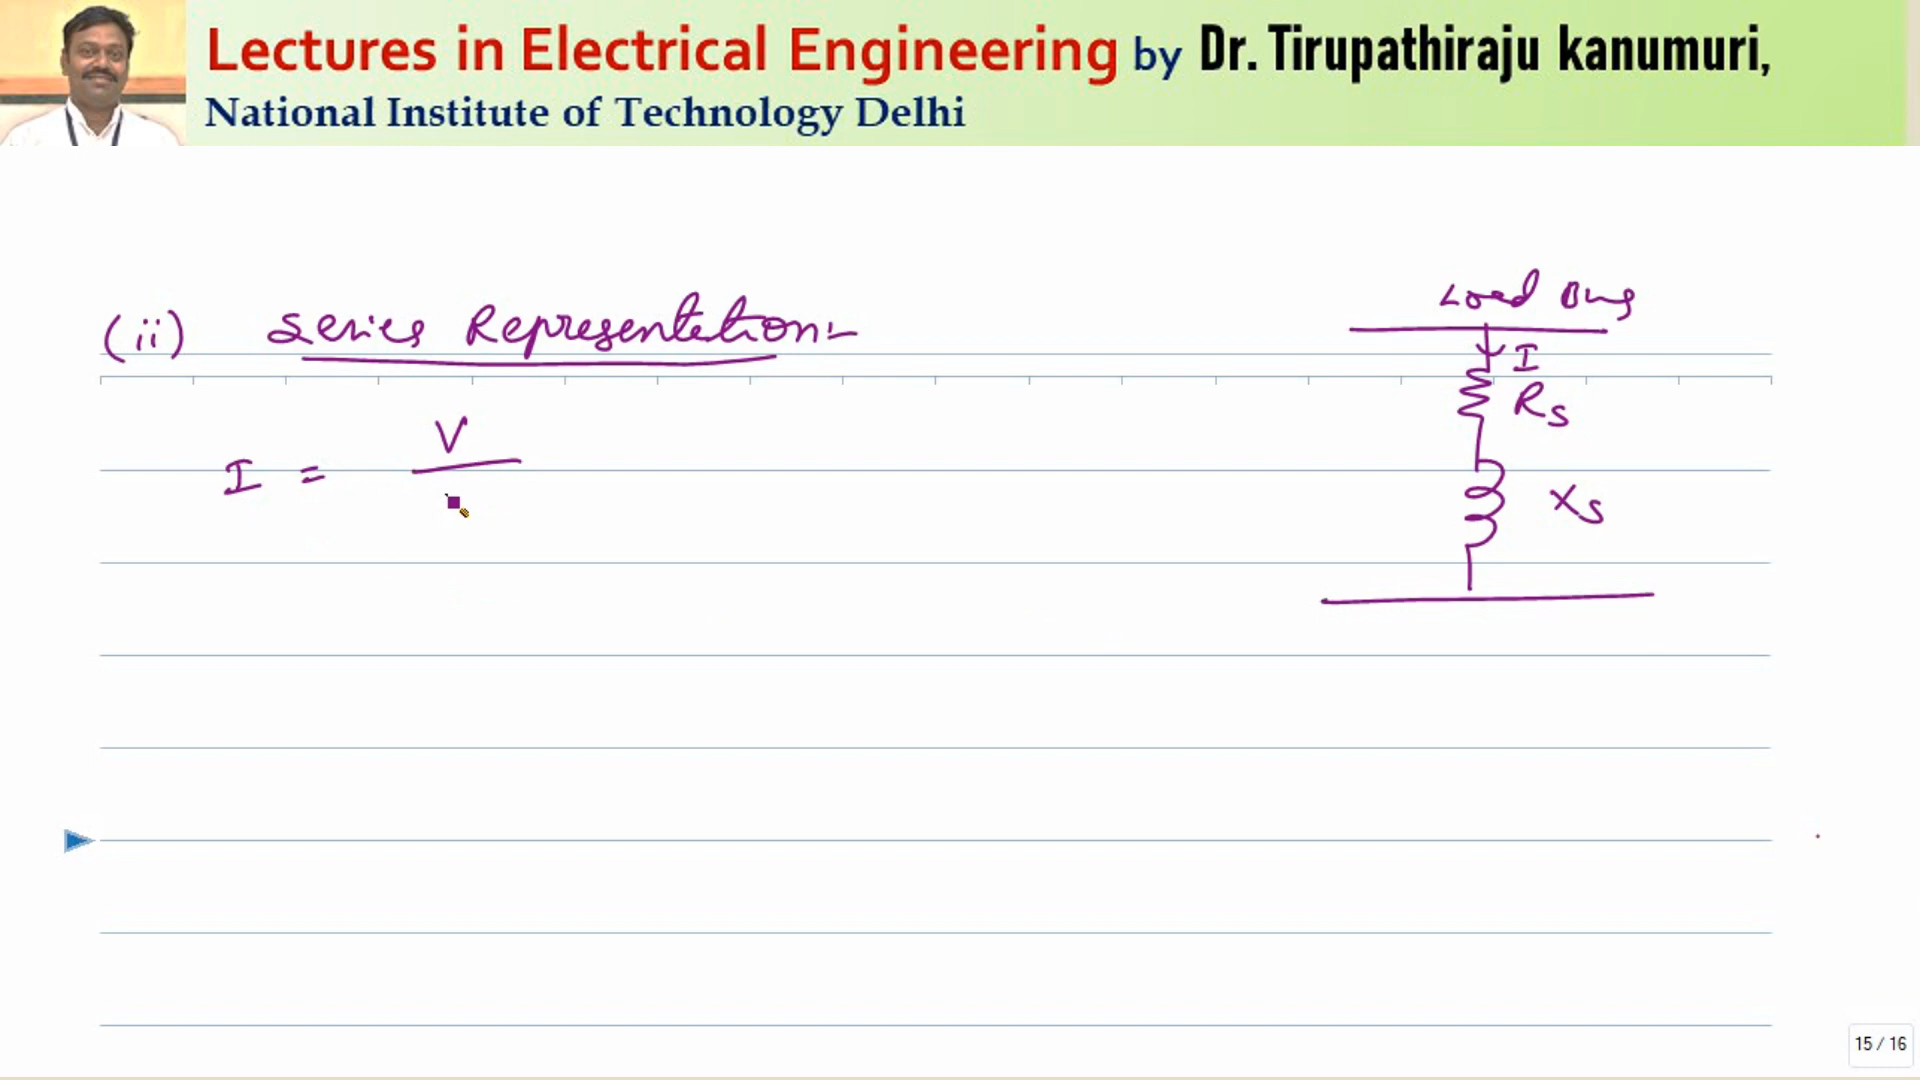 Lectures in Electrical Engineering by Dr. Tirupathiraju kanumuri,
National Institute of Technology Delhi
Load Bus
(ii) Series Representation:-
I
Rs
I = V
Xs
15 / 16